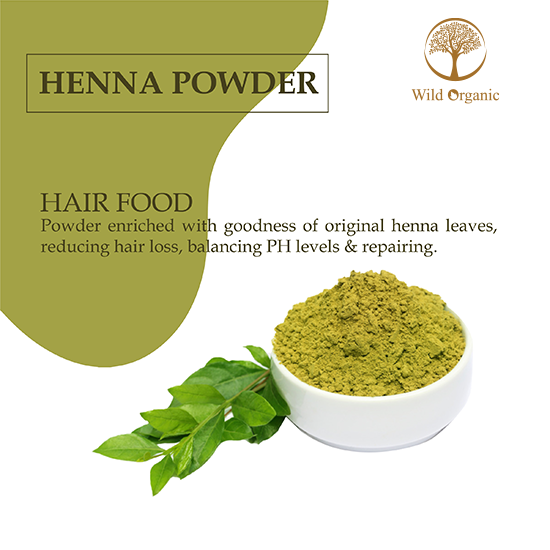 HENNA POWDER
Wild Organic
HAIR FOOD
Powder enriched with goodness of original henna leaves,
reducing hair loss, balancing PH levels & repairing.